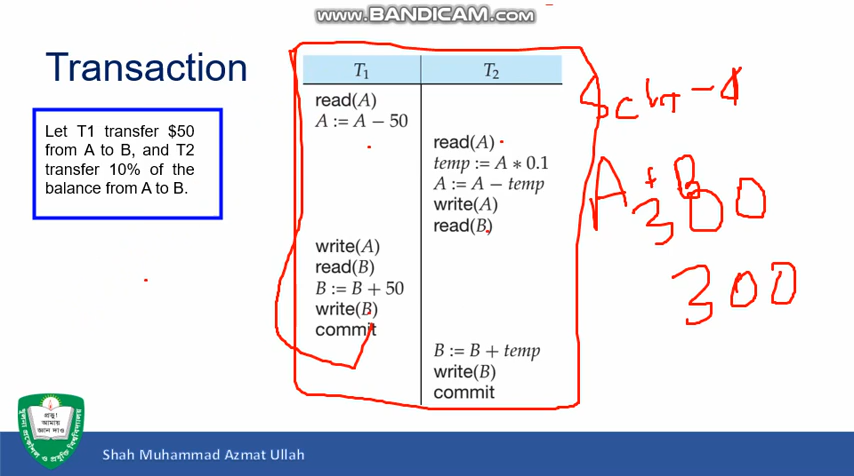 www.BANDICAM.com
Transaction
Let T1 transfer $50
from A to B, and T2
transfer 10% of the
balance from A to B.
T1 T2
read(A)
A := A − 50
read(A)
temp := A * 0.1
A := A − temp
write(A)
read(B)
write(A)
read(B)
B := B + 50
write(B)
commit
B := B + temp
write(B)
commit
A + B
300
300
Shah Muhammad Azmat Ullah